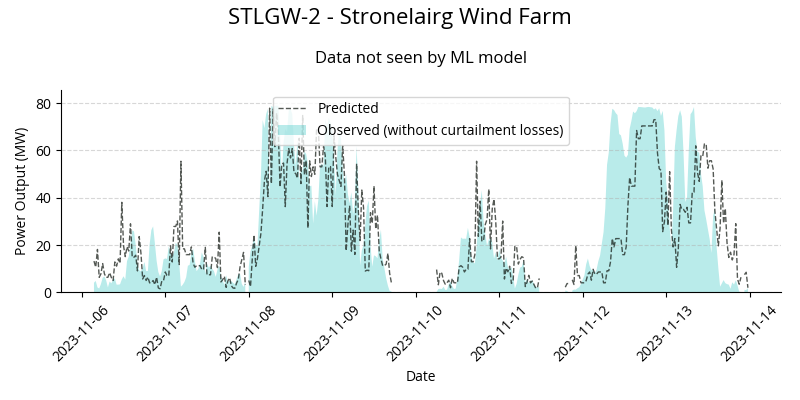 STLGW-2 - Stronelairg Wind Farm
Data not seen by ML model
Predicted
Observed (without curtailment losses)
Power Output (MW)
80
60
40
20
0
2023-11-06
2023-11-07
2023-11-08
2023-11-09
2023-11-10
2023-11-11
2023-11-12
2023-11-13
2023-11-14
Date